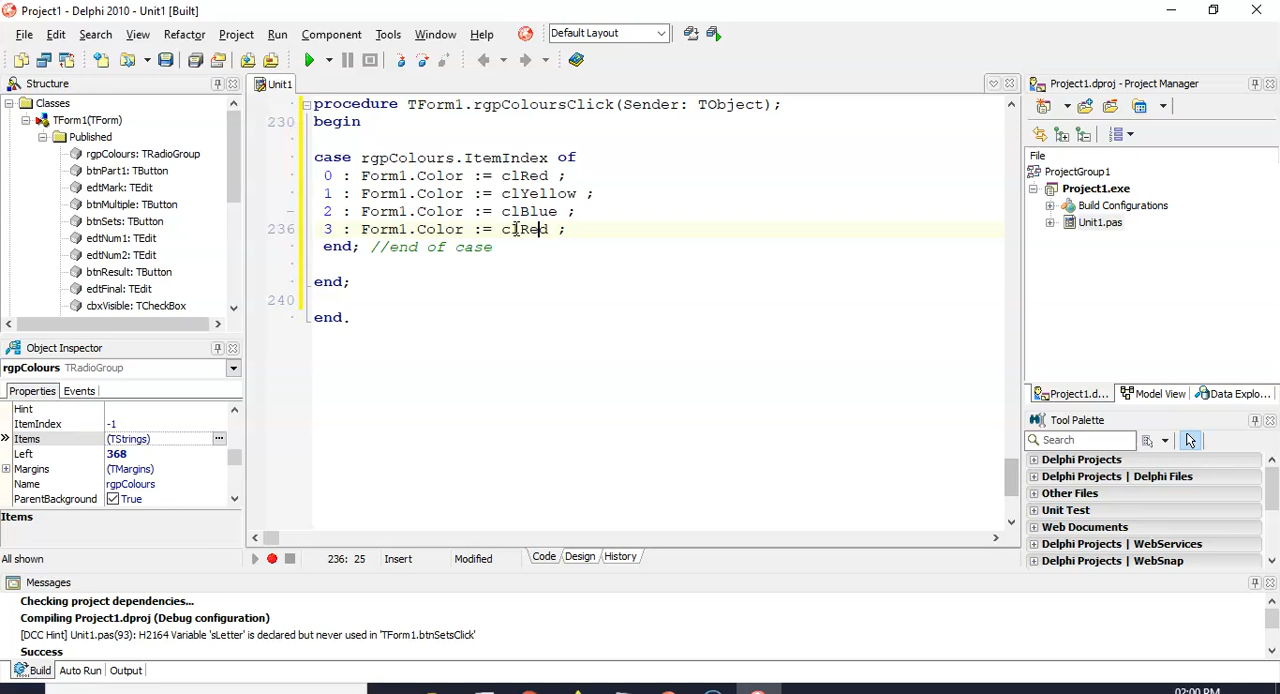 Project1 - Delphi 2010 - Unit1 [Built]
File Edit Search View Refactor Project Run Component Tools Window Help Default Layout
Structure
Classes
TForm1(TForm)
Published
rgpColours: TRadioGroup
btnPart1: TButton
edtMark: TEdit
btnMultiple: TButton
btnSets: TButton
edtNum1: TEdit
edtNum2: TEdit
btnResult: TButton
edtFinal: TEdit
cbxVisible: TCheckBox
Object Inspector
rgpColours TRadioGroup
Properties Events
Hint
ItemIndex -1
Items (TStrings)
Left 368
Margins (TMargins)
Name rgpColours
ParentBackground True
Items
All shown
Unit1
procedure TForm1.rgpColoursClick(Sender: TObject);
230 begin
case rgpColours.ItemIndex of
0 : Form1.Color := clRed ;
1 : Form1.Color := clYellow ;
2 : Form1.Color := clBlue ;
236 3 : Form1.Color := clRed ;
end; //end of case
end;
240
end.
236: 25 Insert Modified Code Design History
Project1.dproj - Project Manager
File
ProjectGroup1
Project1.exe
Build Configurations
Unit1.pas
Project1.d... Model View Data Explo...
Tool Palette
Search
Delphi Projects
Delphi Projects | Delphi Files
Other Files
Unit Test
Web Documents
Delphi Projects | WebServices
Delphi Projects | WebSnap
Messages
Checking project dependencies...
Compiling Project1.dproj (Debug configuration)
[DCC Hint] Unit1.pas(93): H2164 Variable 'sLetter' is declared but never used in 'TForm1.btnSetsClick'
Success
Build Auto Run Output
02:00 PM